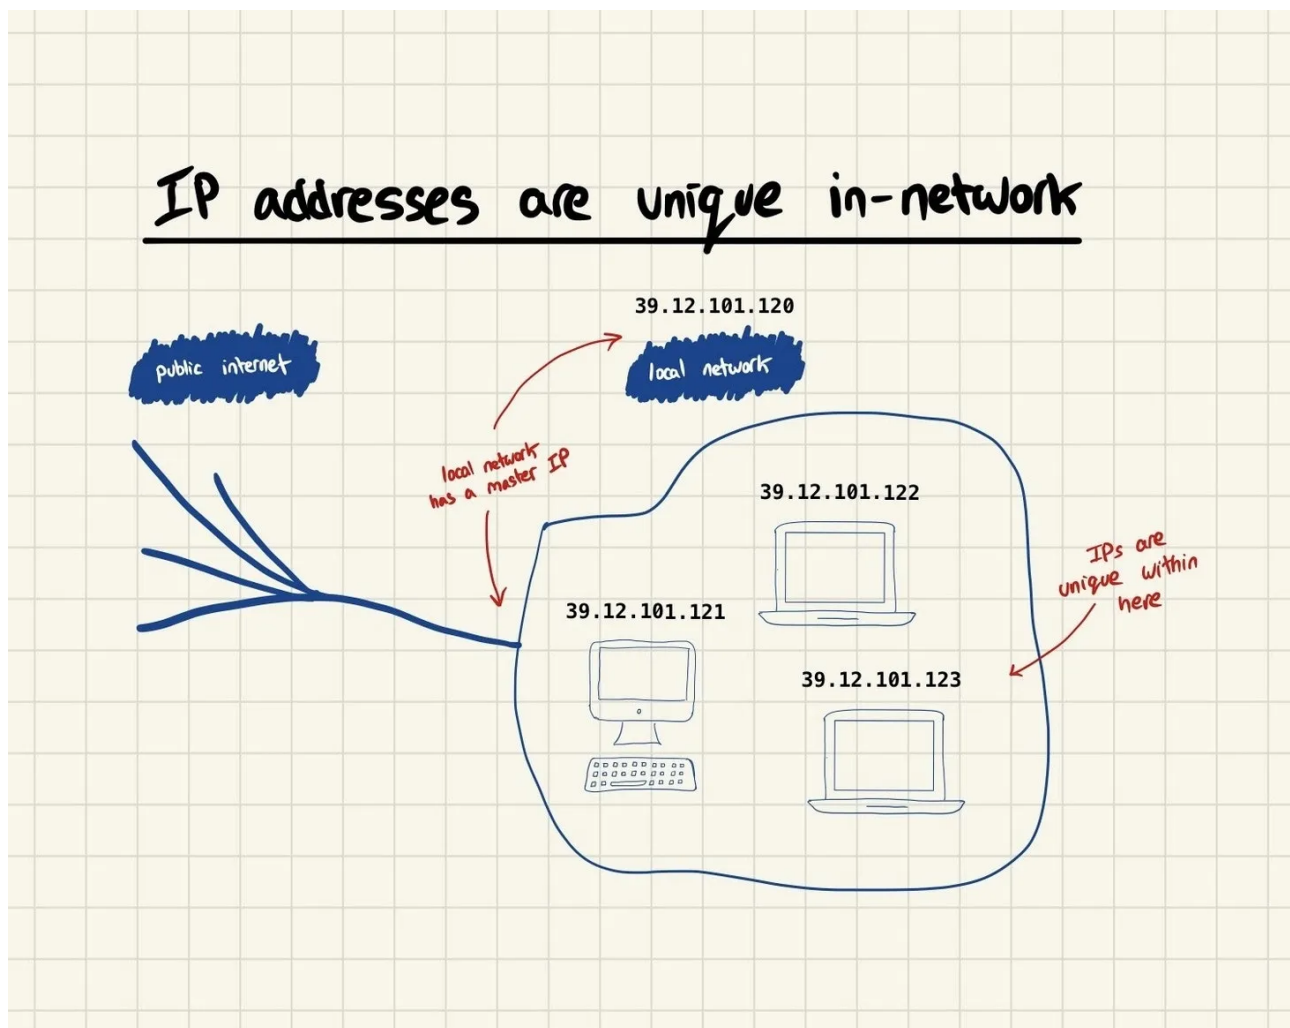 IP addresses are unique in-network
39.12.101.120
public internet
local network
local network
has a master IP
39.12.101.122
IPs are
unique within
here
39.12.101.121
39.12.101.123